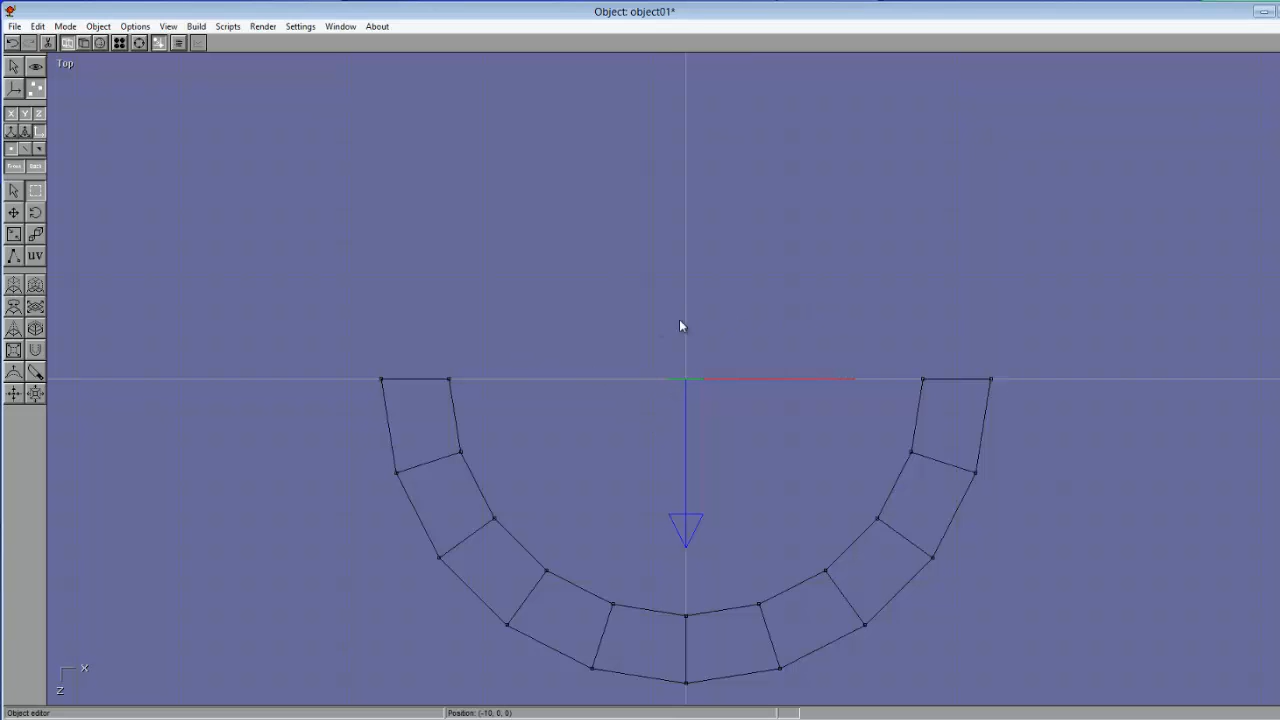 Object: object01*
File Edit Mode Object Options View Build Scripts Render Settings Window About
Top
X Y Z
uv
X
Z
Object editor Position: (-10, 0, 0)